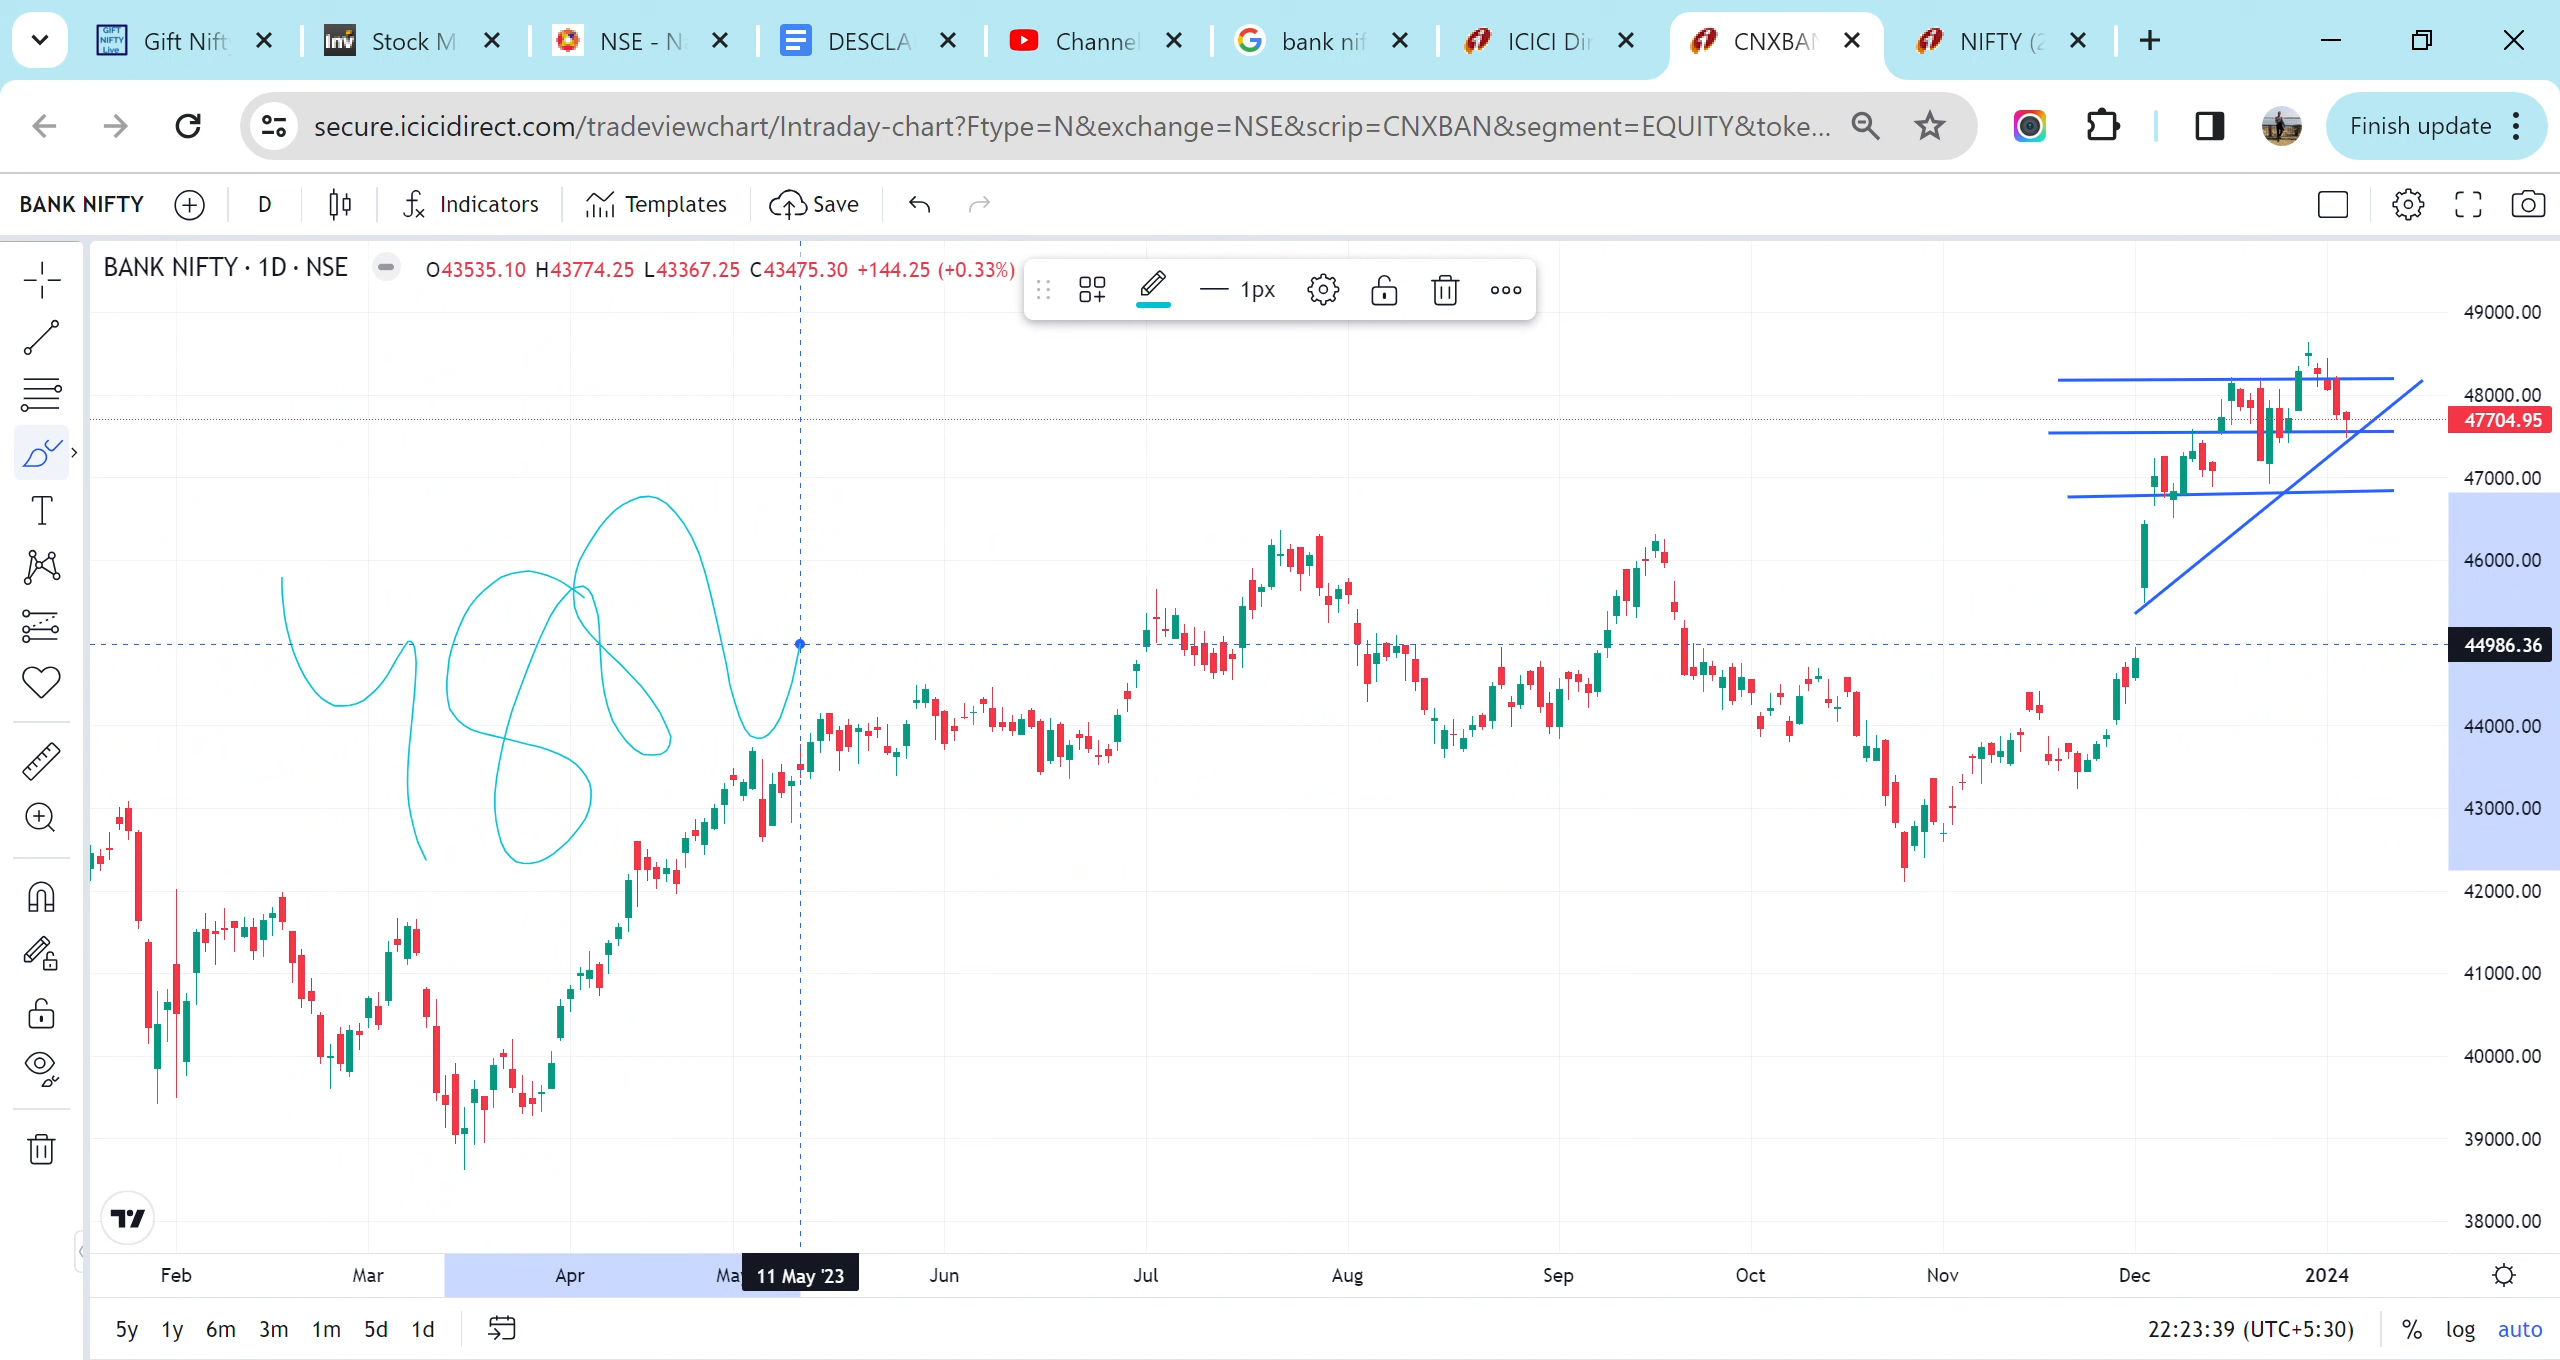 Gift Nift
Stock M
NSE - N
DESCLA
Channe
bank nif
ICICI Dir
CNXBAN
NIFTY (2
secure.icicidirect.com/tradeviewchart/Intraday-chart?Ftype=N&exchange=NSE&scrip=CNXBAN&segment=EQUITY&toke...
Finish update
BANK NIFTY D Indicators Templates Save
BANK NIFTY · 1D · NSE O43535.10 H43774.25 L43367.25 C43475.30 +144.25 (+0.33%)
1px
49000.00
48000.00
47704.95
47000.00
46000.00
44986.36
44000.00
43000.00
42000.00
41000.00
40000.00
39000.00
38000.00
Feb Mar Apr Ma 11 May '23 Jun Jul Aug Sep Oct Nov Dec 2024
5y 1y 6m 3m 1m 5d 1d 22:23:39 (UTC+5:30) % log auto